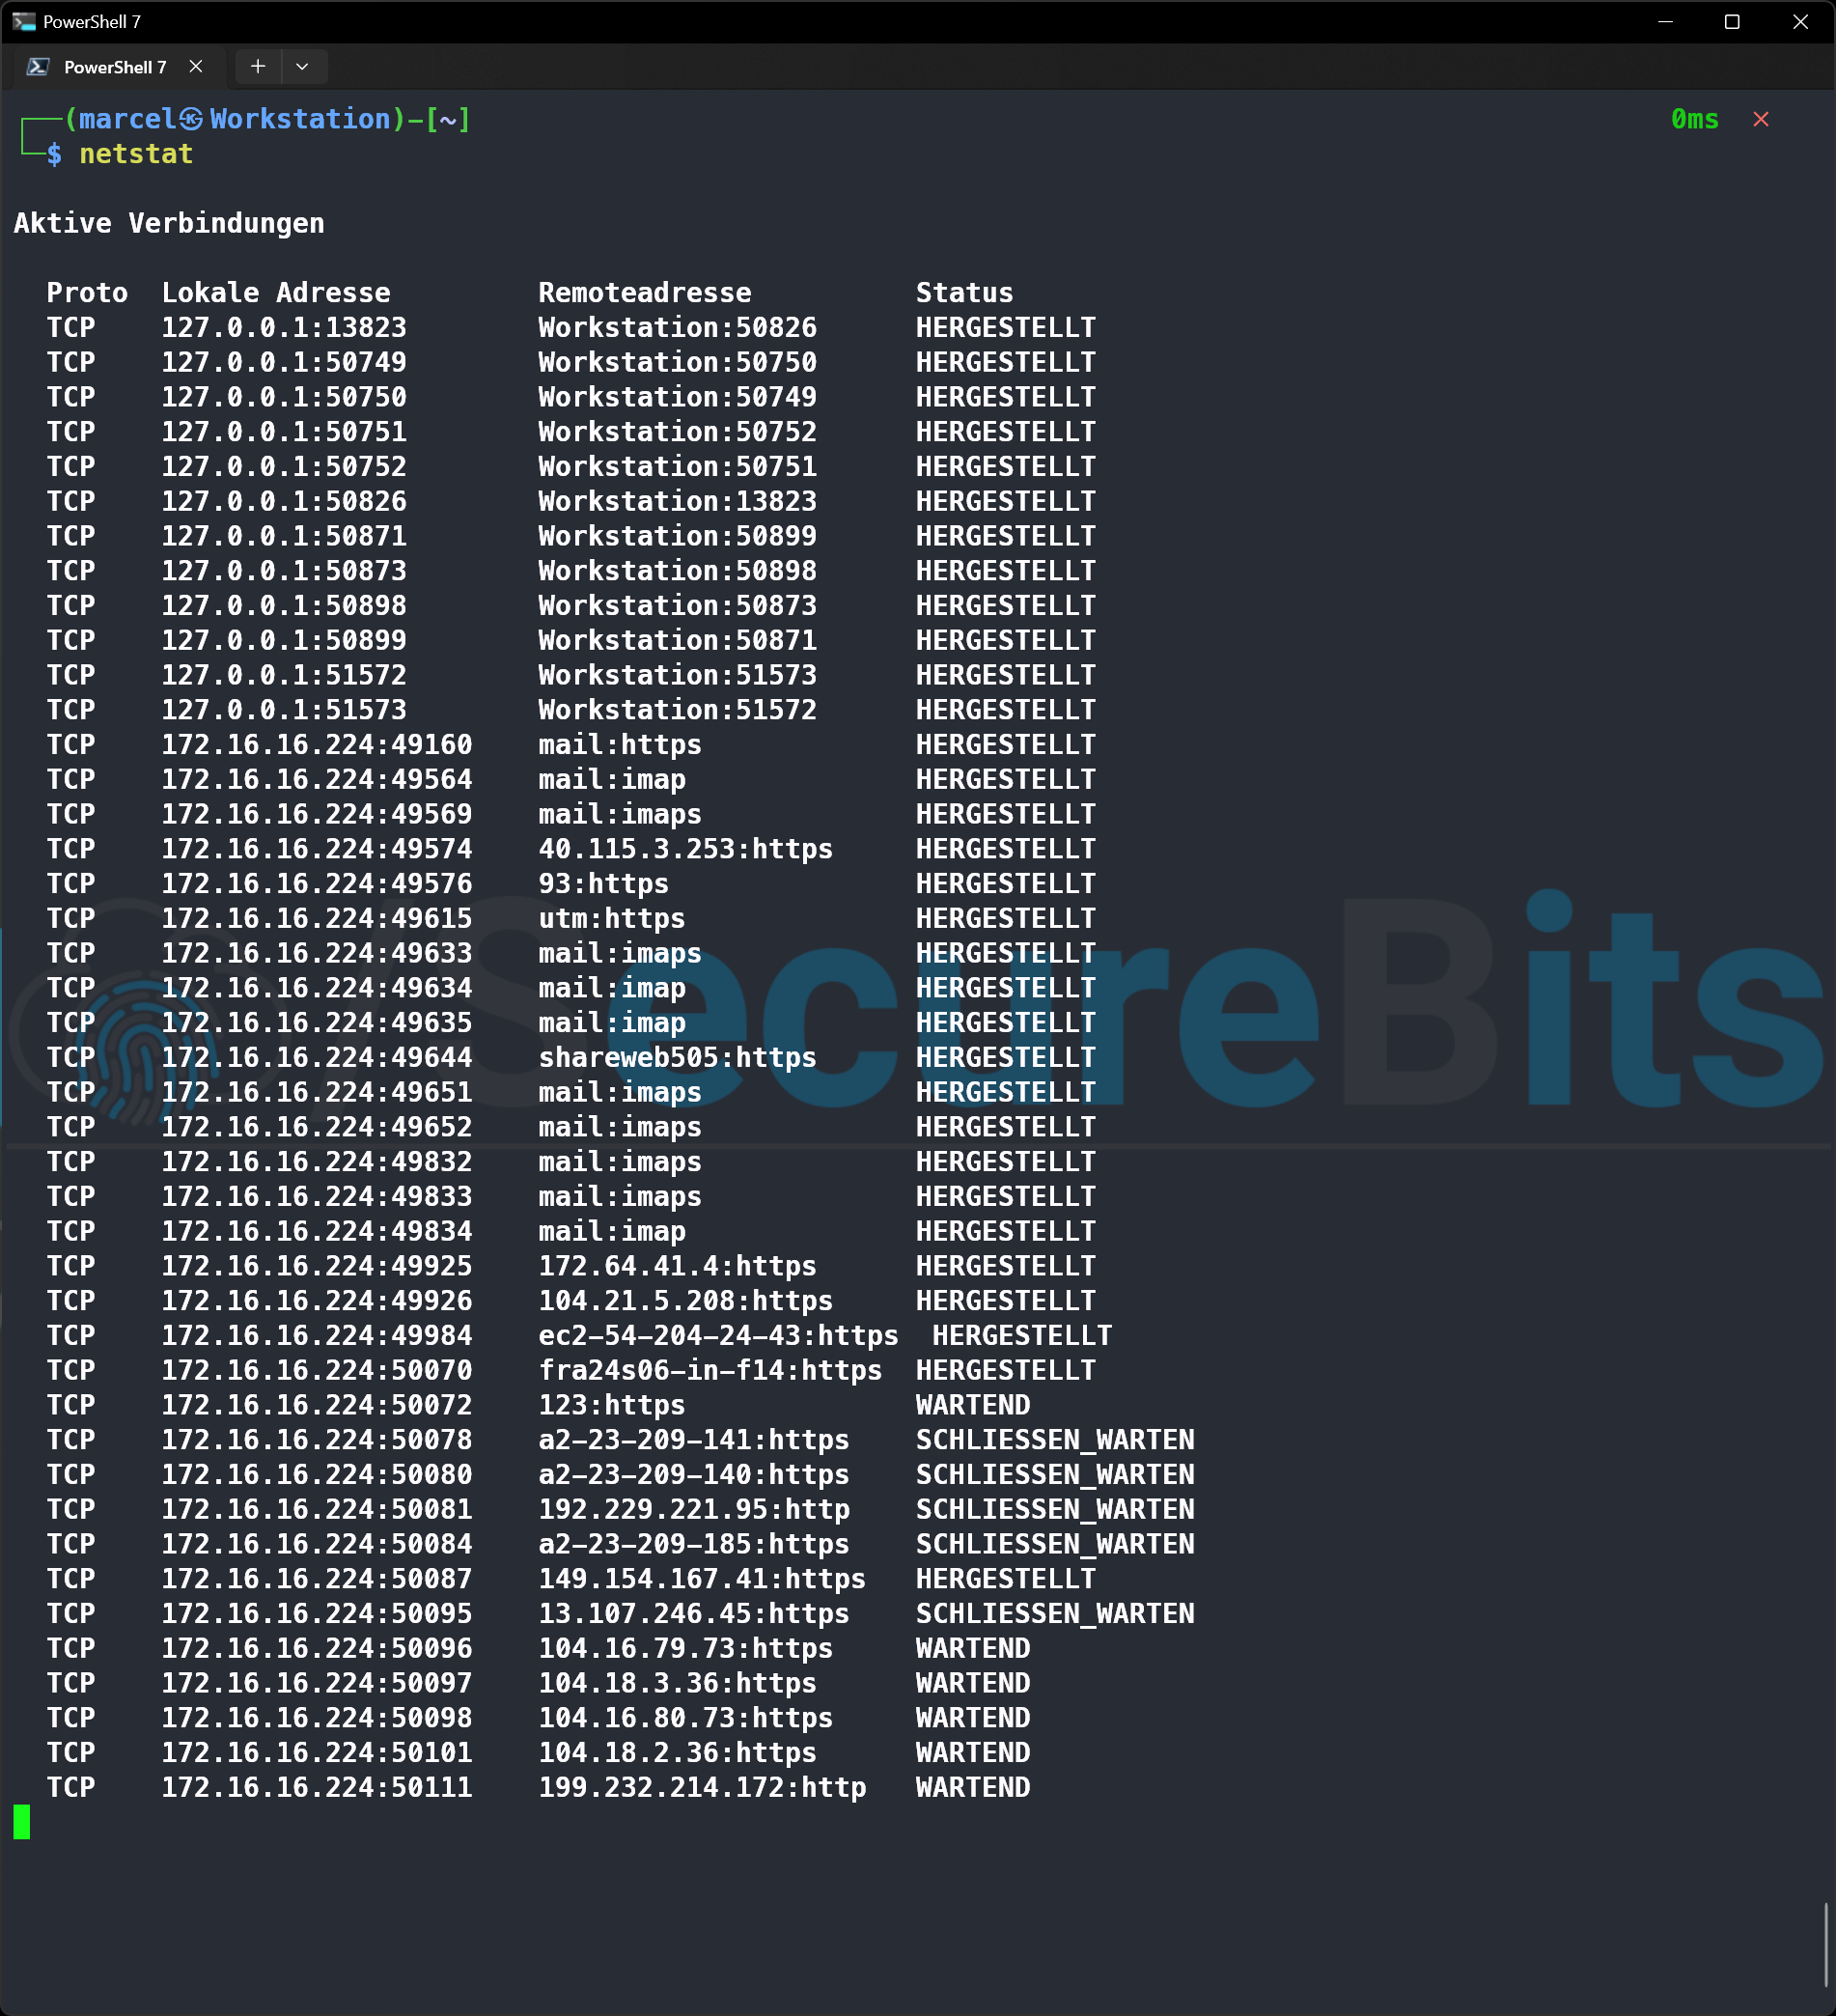 PowerShell 7
PowerShell 7
(marcel㉿Workstation)-[~] 0ms
$ netstat
Aktive Verbindungen
Proto Lokale Adresse Remoteadresse Status
TCP 127.0.0.1:13823 Workstation:50826 HERGESTELLT
TCP 127.0.0.1:50749 Workstation:50750 HERGESTELLT
TCP 127.0.0.1:50750 Workstation:50749 HERGESTELLT
TCP 127.0.0.1:50751 Workstation:50752 HERGESTELLT
TCP 127.0.0.1:50752 Workstation:50751 HERGESTELLT
TCP 127.0.0.1:50826 Workstation:13823 HERGESTELLT
TCP 127.0.0.1:50871 Workstation:50899 HERGESTELLT
TCP 127.0.0.1:50873 Workstation:50898 HERGESTELLT
TCP 127.0.0.1:50898 Workstation:50873 HERGESTELLT
TCP 127.0.0.1:50899 Workstation:50871 HERGESTELLT
TCP 127.0.0.1:51572 Workstation:51573 HERGESTELLT
TCP 127.0.0.1:51573 Workstation:51572 HERGESTELLT
TCP 172.16.16.224:49160 mail:https HERGESTELLT
TCP 172.16.16.224:49564 mail:imap HERGESTELLT
TCP 172.16.16.224:49569 mail:imaps HERGESTELLT
TCP 172.16.16.224:49574 40.115.3.253:https HERGESTELLT
TCP 172.16.16.224:49576 93:https HERGESTELLT
TCP 172.16.16.224:49615 utm:https HERGESTELLT
TCP 172.16.16.224:49633 mail:imaps HERGESTELLT
TCP 172.16.16.224:49634 mail:imap HERGESTELLT
TCP 172.16.16.224:49635 mail:imap HERGESTELLT
TCP 172.16.16.224:49644 shareweb505:https HERGESTELLT
TCP 172.16.16.224:49651 mail:imaps HERGESTELLT
TCP 172.16.16.224:49652 mail:imaps HERGESTELLT
TCP 172.16.16.224:49832 mail:imaps HERGESTELLT
TCP 172.16.16.224:49833 mail:imaps HERGESTELLT
TCP 172.16.16.224:49834 mail:imap HERGESTELLT
TCP 172.16.16.224:49925 172.64.41.4:https HERGESTELLT
TCP 172.16.16.224:49926 104.21.5.208:https HERGESTELLT
TCP 172.16.16.224:49984 ec2-54-204-24-43:https HERGESTELLT
TCP 172.16.16.224:50070 fra24s06-in-f14:https HERGESTELLT
TCP 172.16.16.224:50072 123:https WARTEND
TCP 172.16.16.224:50078 a2-23-209-141:https SCHLIESSEN_WARTEN
TCP 172.16.16.224:50080 a2-23-209-140:https SCHLIESSEN_WARTEN
TCP 172.16.16.224:50081 192.229.221.95:http SCHLIESSEN_WARTEN
TCP 172.16.16.224:50084 a2-23-209-185:https SCHLIESSEN_WARTEN
TCP 172.16.16.224:50087 149.154.167.41:https HERGESTELLT
TCP 172.16.16.224:50095 13.107.246.45:https SCHLIESSEN_WARTEN
TCP 172.16.16.224:50096 104.16.79.73:https WARTEND
TCP 172.16.16.224:50097 104.18.3.36:https WARTEND
TCP 172.16.16.224:50098 104.16.80.73:https WARTEND
TCP 172.16.16.224:50101 104.18.2.36:https WARTEND
TCP 172.16.16.224:50111 199.232.214.172:http WARTEND
/SecureBits